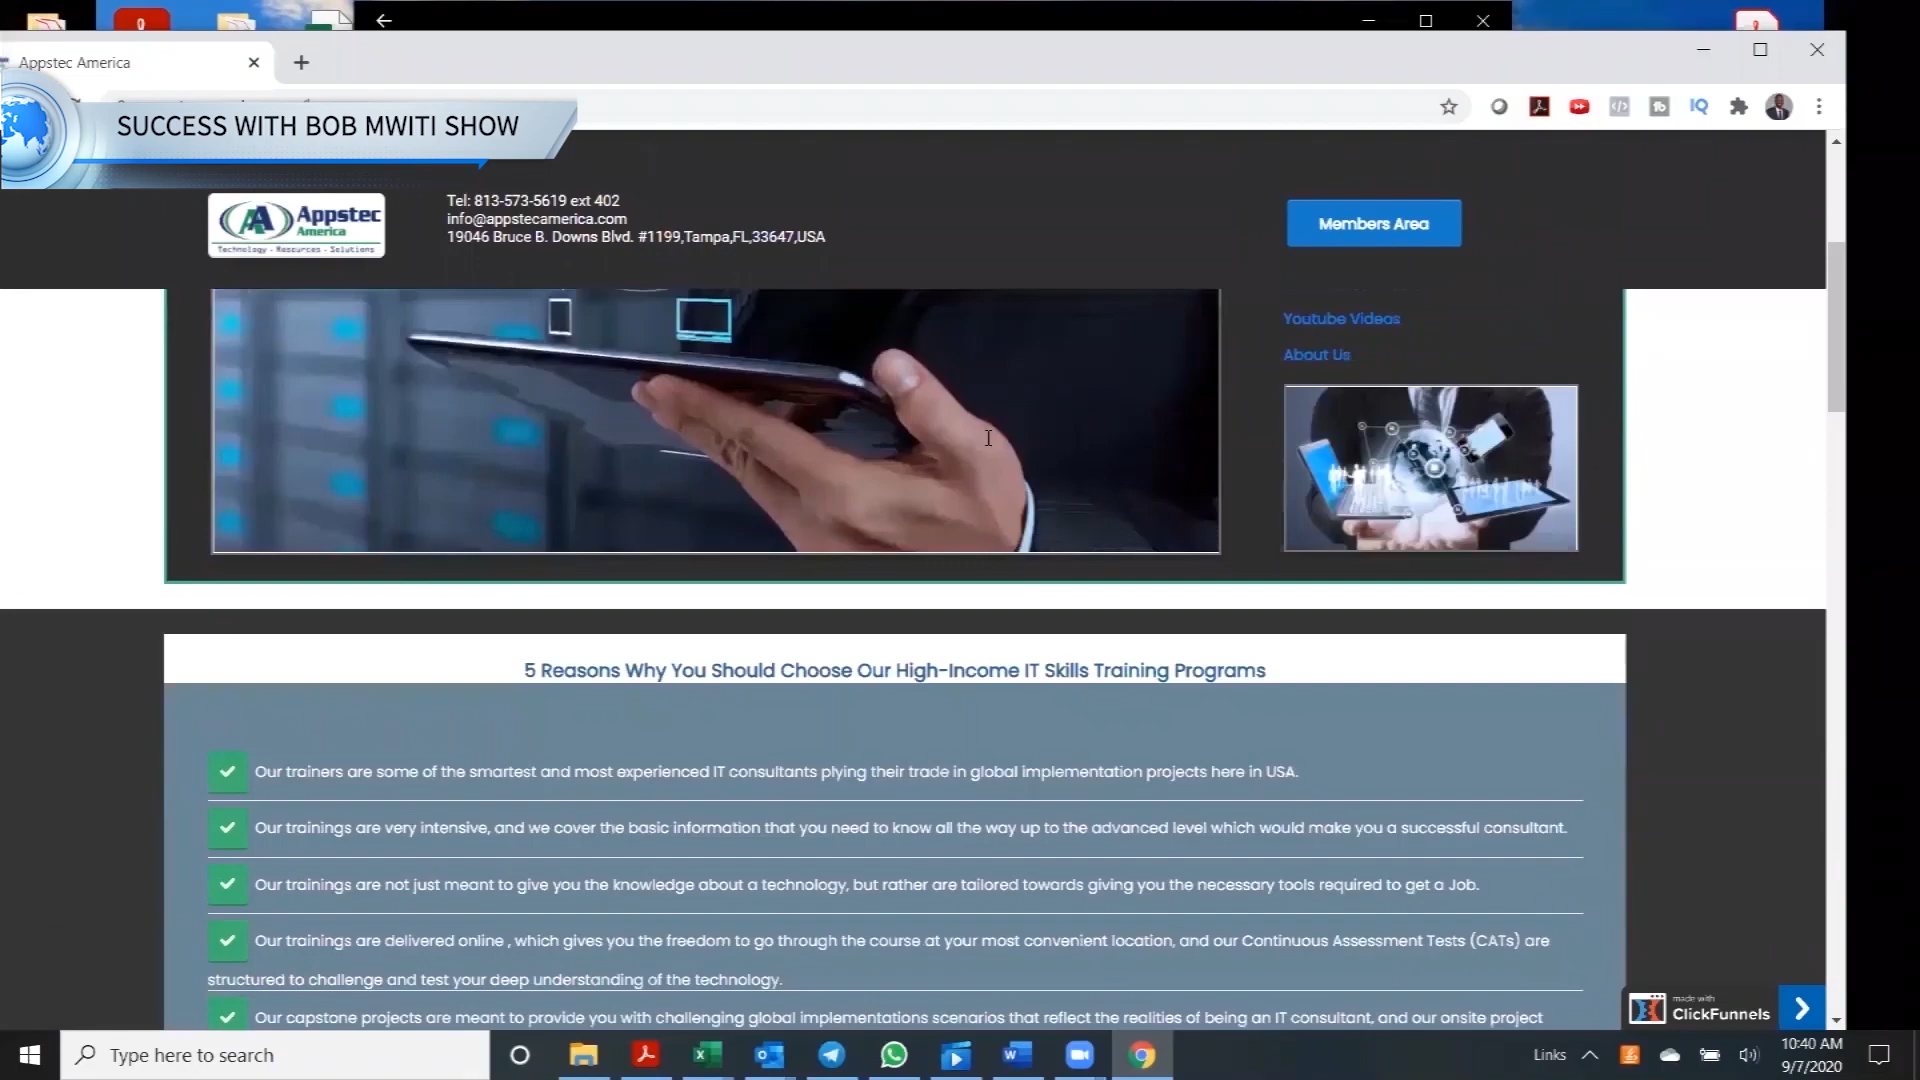 Appstec America
SUCCESS WITH BOB MWITI SHOW
Appstec
America
Technology - Resources - Solutions
Tel: 813-573-5619 ext 402
info@appstecamerica.com
19046 Bruce B. Downs Blvd. #1199,Tampa,FL,33647,USA
Members Area
Youtube Videos
About Us
5 Reasons Why You Should Choose Our High-Income IT Skills Training Programs
Our trainers are some of the smartest and most experienced IT consultants plying their trade in global implementation projects here in USA.
Our trainings are very intensive, and we cover the basic information that you need to know all the way up to the advanced level which would make you a successful consultant.
Our trainings are not just meant to give you the knowledge about a technology, but rather are tailored towards giving you the necessary tools required to get a Job.
Our trainings are delivered online , which gives you the freedom to go through the course at your most convenient location, and our Continuous Assessment Tests (CATs) are
structured to challenge and test your deep understanding of the technology.
Our capstone projects are meant to provide you with challenging global implementations scenarios that reflect the realities of being an IT consultant, and our onsite project
made with
ClickFunnels
Type here to search
Links
10:40 AM
9/7/2020